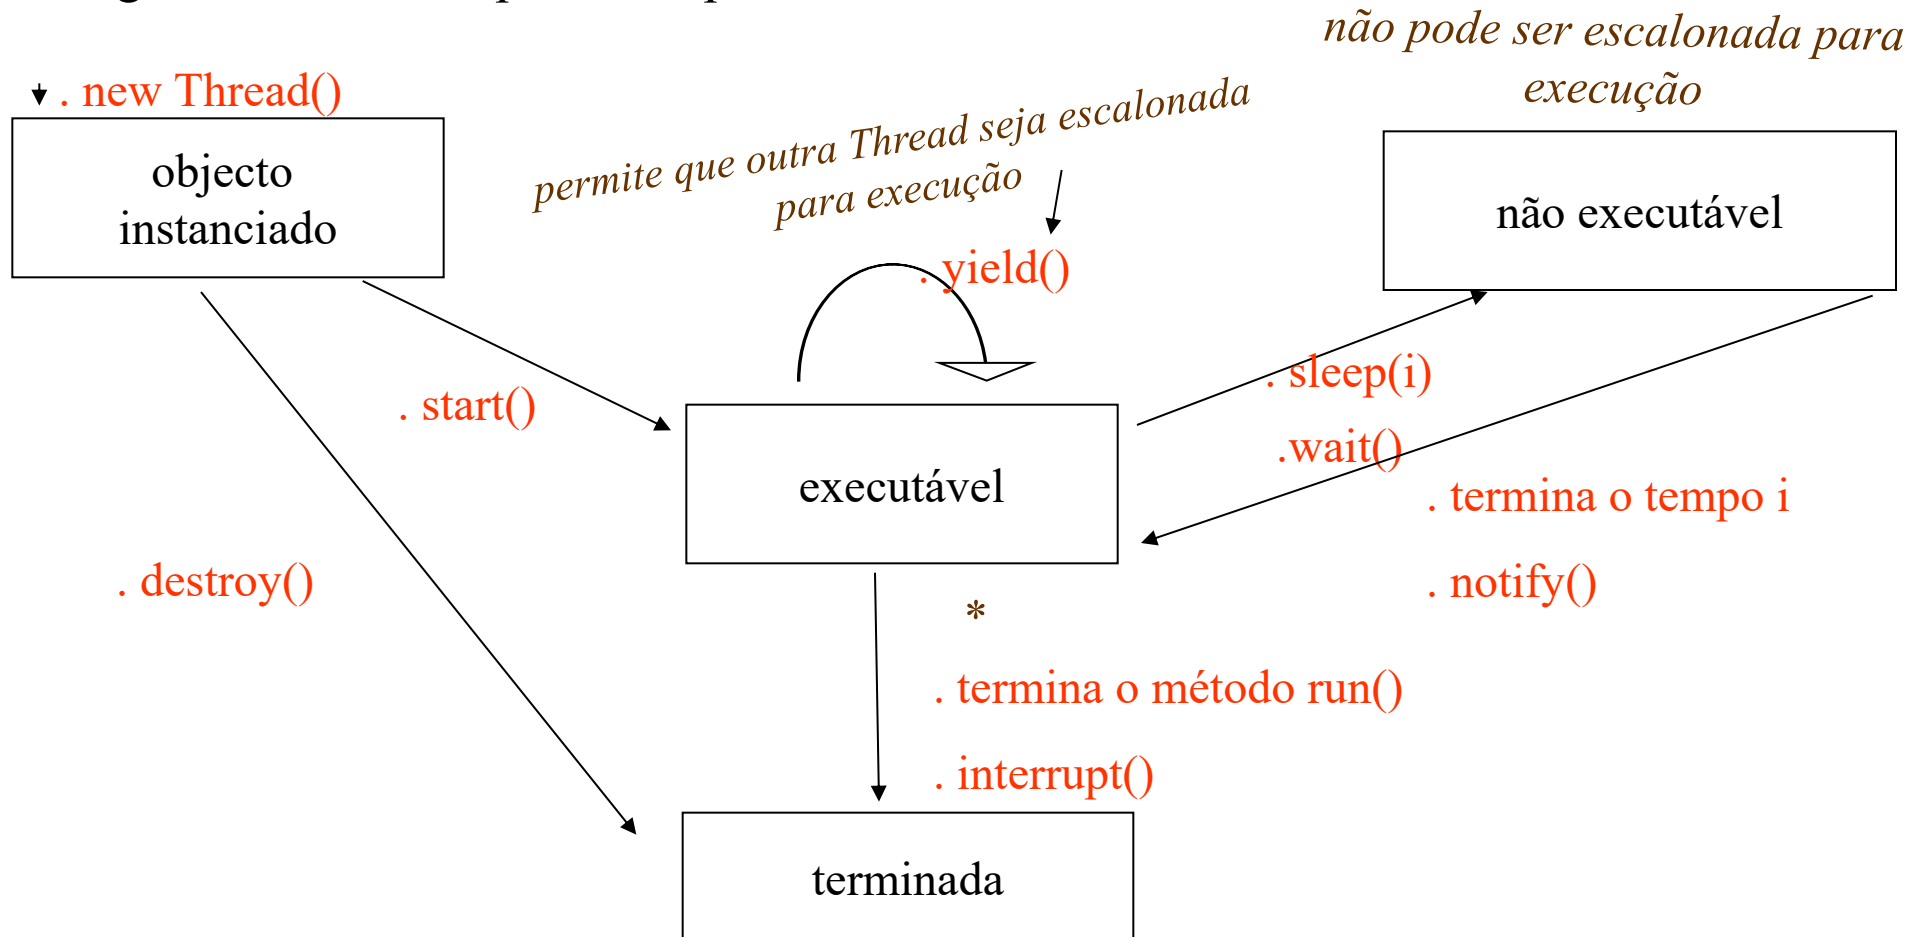 não pode ser escalonada para
execução
. new Thread()
permite que outra Thread seja escalonada
para execução
objecto
instanciado
não executável
. yield()
. sleep(i)
. start()
.wait()
executável
. termina o tempo i
. destroy()
. notify()
*
. termina o método run()
. interrupt()
terminada